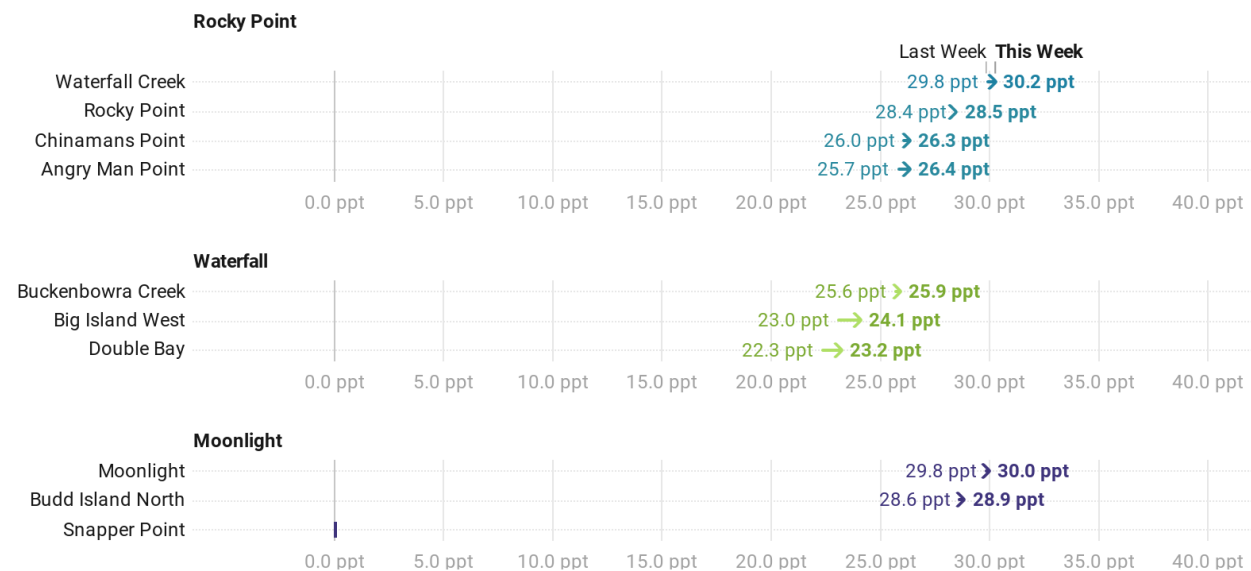 Rocky Point
Last Week This Week
Waterfall Creek 29.8 ppt 30.2 ppt
Rocky Point 28.4 ppt 28.5 ppt
Chinamans Point 26.0 ppt 26.3 ppt
Angry Man Point 25.7 ppt 26.4 ppt
0.0 ppt 5.0 ppt 10.0 ppt 15.0 ppt 20.0 ppt 25.0 ppt 30.0 ppt 35.0 ppt 40.0 ppt
Waterfall
Buckenbowra Creek 25.6 ppt 25.9 ppt
Big Island West 23.0 ppt 24.1 ppt
Double Bay 22.3 ppt 23.2 ppt
0.0 ppt 5.0 ppt 10.0 ppt 15.0 ppt 20.0 ppt 25.0 ppt 30.0 ppt 35.0 ppt 40.0 ppt
Moonlight
Moonlight 29.8 ppt 30.0 ppt
Budd Island North 28.6 ppt 28.9 ppt
Snapper Point
0.0 ppt 5.0 ppt 10.0 ppt 15.0 ppt 20.0 ppt 25.0 ppt 30.0 ppt 35.0 ppt 40.0 ppt